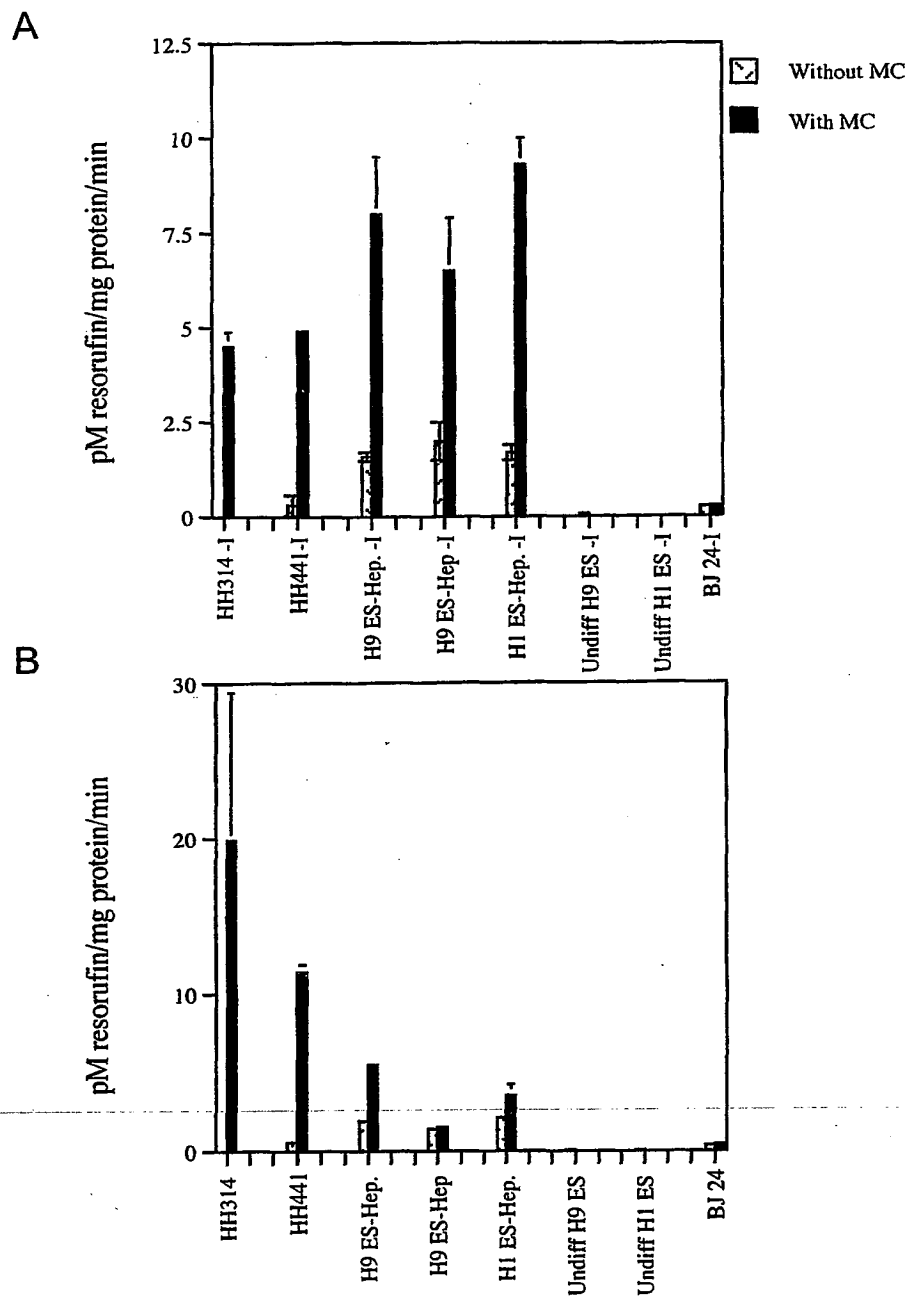 A
12.5
10
7.5
5
2.5
0
pM resorufin/mg protein/min
Without MC
With MC
HH314 -I
HH441-I
H9 ES-Hep. -I
H9 ES-Hep -I
H1 ES-Hep. -I
Undiff H9 ES -I
Undiff H1 ES -I
BJ 24-I
B
30
20
10
0
pM resorufin/mg protein/min
HH314
HH441
H9 ES-Hep.
H9 ES-Hep
H1 ES-Hep.
Undiff H9 ES
Undiff H1 ES
BJ 24